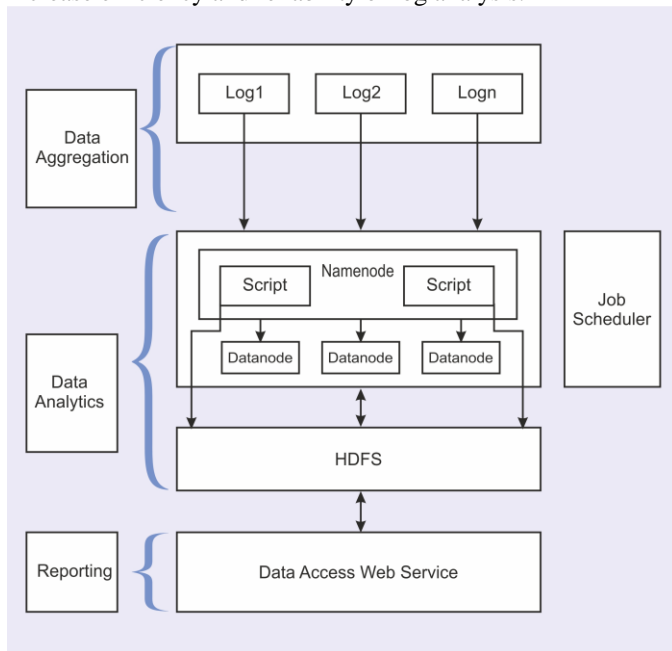 Log1
Log2
Logn
Data
Aggregation
Namenode
Script
Script
Job
Scheduler
Datanode
Datanode
Datanode
Data
Analytics
HDFS
Reporting
Data Access Web Service